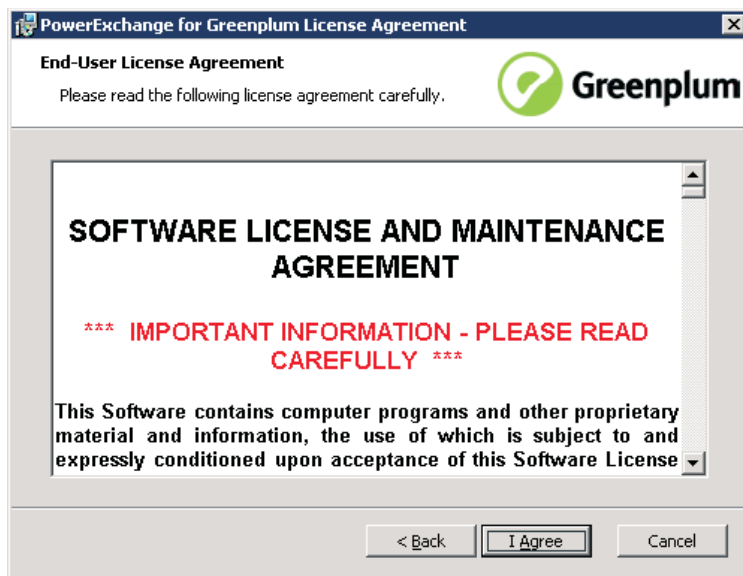 PowerExchange for Greenplum License Agreement
End-User License Agreement
Please read the following license agreement carefully.
Greenplum
SOFTWARE LICENSE AND MAINTENANCE
AGREEMENT
*** IMPORTANT INFORMATION - PLEASE READ
CAREFULLY ***
This Software contains computer programs and other proprietary
material and information, the use of which is subject to and
expressly conditioned upon acceptance of this Software License
< Back
I Agree
Cancel